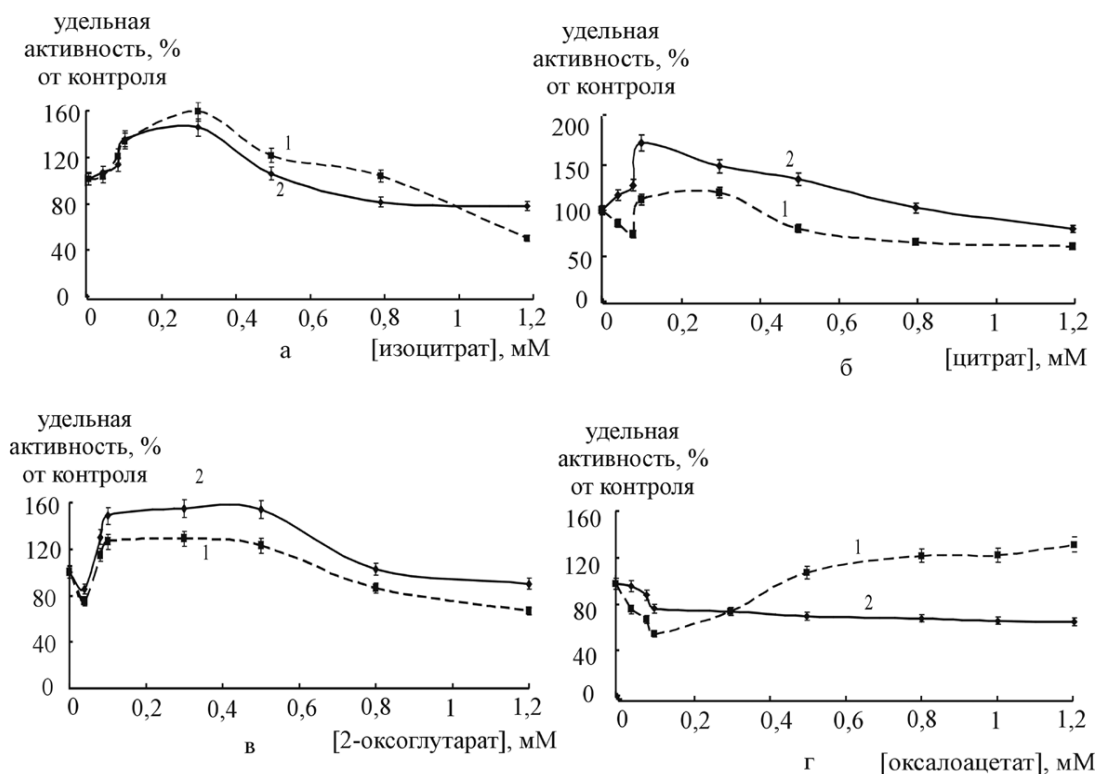 удельная
активность, %
от контроля
160
120
80
40
0
1
2
0 0,2 0,4 0,6 0,8 1 1,2
а [изоцитрат], мМ
удельная
активность, %
от контроля
200
150
100
50
0
2
1
0 0,2 0,4 0,6 0,8 1 1,2
б [цитрат], мМ
удельная
активность, %
от контроля
160
120
80
40
0
2
1
0 0,2 0,4 0,6 0,8 1 1,2
в [2-оксоглутарат], мМ
удельная
активность, %
от контроля
160
120
80
40
0
1
2
0 0,2 0,4 0,6 0,8 1 1,2
г [оксалоацетат], мМ